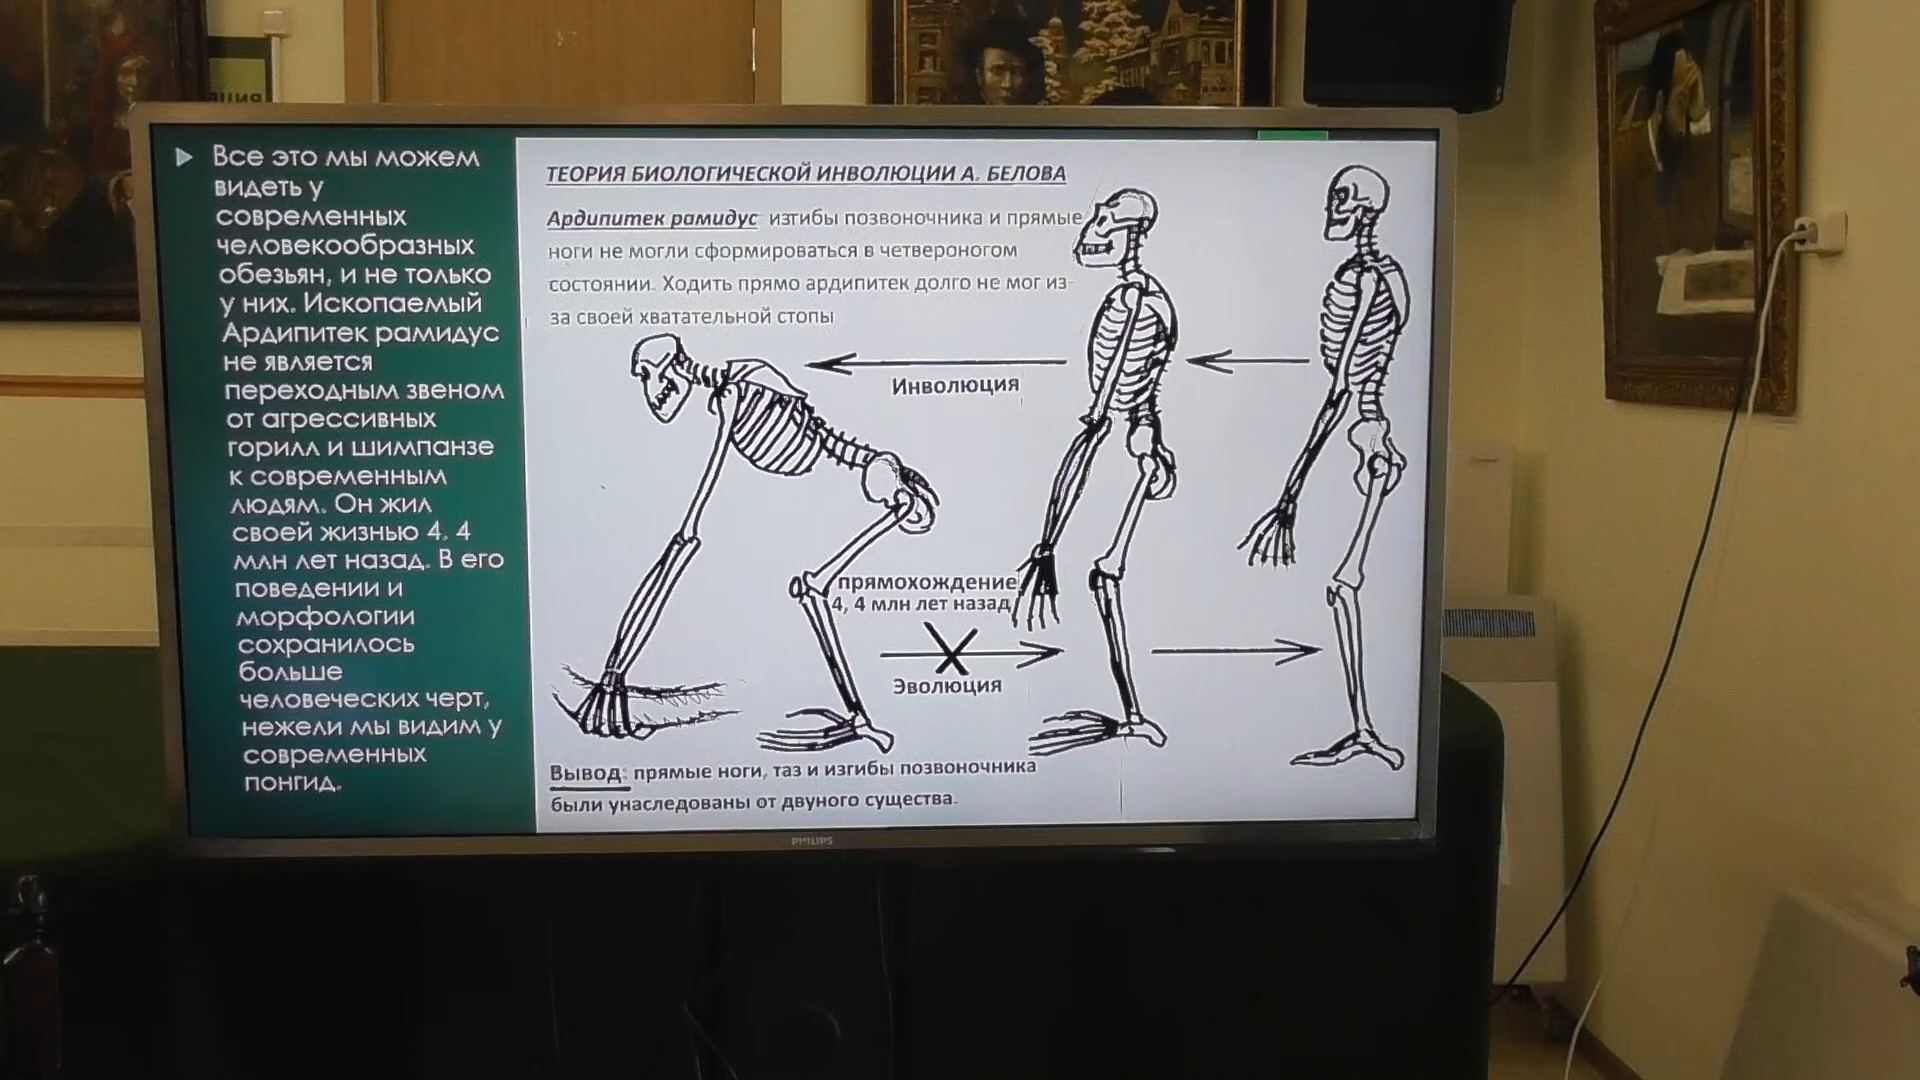 Все это мы можем
видеть у
современных
человекообразных
обезьян, и не только
у них. Ископаемый
Ардипитек рамидус
не является
переходным звеном
от агрессивных
горилл и шимпанзе
к современным
людям. Он жил
своей жизнью 4. 4
млн лет назад. В его
поведении и
морфологии
сохранилось
больше
человеческих черт,
нежели мы видим у
современных
понгид.
ТЕОРИЯ БИОЛОГИЧЕСКОЙ ИНВОЛЮЦИИ А. БЕЛОВА
Ардипитек рамидус: изгибы позвоночника и прямые
ноги не могли сформироваться в четвероногом
состоянии. Ходить прямо ардипитек долго не мог из-
за своей хватательной стопы
Инволюция
прямохождение
4, 4 млн лет назад
Эволюция
Вывод: прямые ноги, таз и изгибы позвоночника
были унаследованы от двуного существа.
PHILIPS